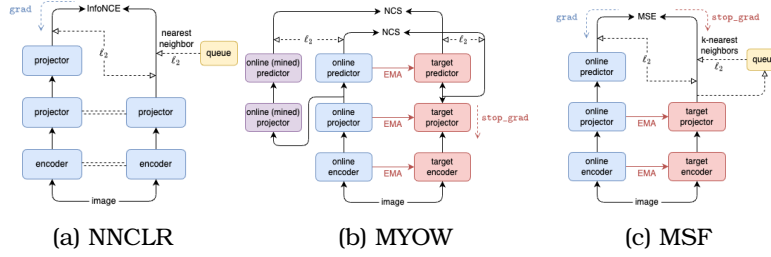 grad
InfoNCE
ℓ2
nearest
neighbor
queue
ℓ2
projector
projector
projector
encoder
encoder
image
(a) NNCLR
NCS
ℓ2
NCS
ℓ2
online (mined)
predictor
online
predictor
EMA
target
predictor
online (mined)
projector
online
projector
EMA
target
projector
stop_grad
online
encoder
EMA
target
encoder
image
(b) MYOW
grad
MSE
stop_grad
k-nearest
neighbors
ℓ2
ℓ2
queue
online
predictor
online
projector
EMA
target
projector
online
encoder
EMA
target
encoder
image
(c) MSF